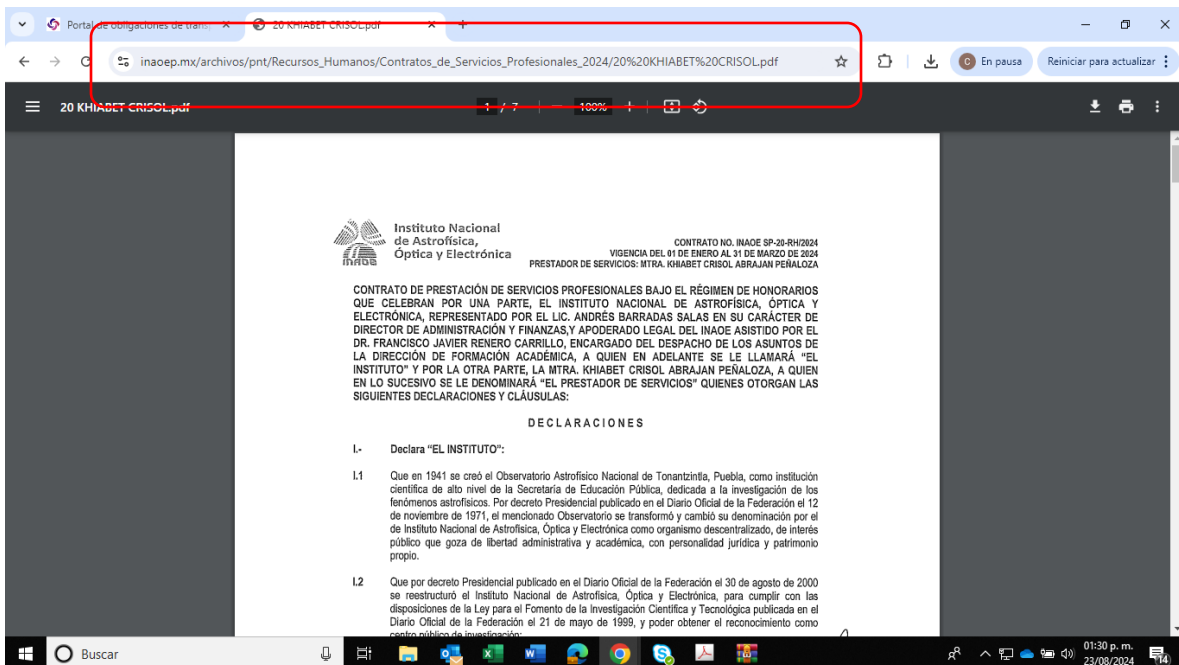 Portal de obligaciones de trans
20 KHIABET CRISOL.pdf
inaoep.mx/archivos/pnt/Recursos_Humanos/Contratos_de_Servicios_Profesionales_2024/20%20KHIABET%20CRISOL.pdf
C
En pausa
Reiniciar para actualizar
20 KHIABET CRISOL.pdf
1 / 7
100%
inaoe
Instituto Nacional
de Astrofísica,
Óptica y Electrónica
CONTRATO NO. INAOE SP-20-RH/2024
VIGENCIA DEL 01 DE ENERO AL 31 DE MARZO DE 2024
PRESTADOR DE SERVICIOS: MTRA. KHIABET CRISOL ABRAJAN PEÑALOZA
CONTRATO DE PRESTACIÓN DE SERVICIOS PROFESIONALES BAJO EL RÉGIMEN DE HONORARIOS
QUE CELEBRAN POR UNA PARTE, EL INSTITUTO NACIONAL DE ASTROFÍSICA, ÓPTICA Y
ELECTRÓNICA, REPRESENTADO POR EL LIC. ANDRÉS BARRADAS SALAS EN SU CARÁCTER DE
DIRECTOR DE ADMINISTRACIÓN Y FINANZAS,Y APODERADO LEGAL DEL INAOE ASISTIDO POR EL
DR. FRANCISCO JAVIER RENERO CARRILLO, ENCARGADO DEL DESPACHO DE LOS ASUNTOS DE
LA DIRECCIÓN DE FORMACIÓN ACADÉMICA, A QUIEN EN ADELANTE SE LE LLAMARÁ "EL
INSTITUTO" Y POR LA OTRA PARTE, LA MTRA. KHIABET CRISOL ABRAJAN PEÑALOZA, A QUIEN
EN LO SUCESIVO SE LE DENOMINARÁ "EL PRESTADOR DE SERVICIOS" QUIENES OTORGAN LAS
SIGUIENTES DECLARACIONES Y CLÁUSULAS:
D E C L A R A C I O N E S
I.- Declara "EL INSTITUTO":
I.1 Que en 1941 se creó el Observatorio Astrofísico Nacional de Tonantzintla, Puebla, como institución
científica de alto nivel de la Secretaría de Educación Pública, dedicada a la investigación de los
fenómenos astrofísicos. Por decreto Presidencial publicado en el Diario Oficial de la Federación el 12
de noviembre de 1971, el mencionado Observatorio se transformó y cambió su denominación por el
de Instituto Nacional de Astrofísica, Óptica y Electrónica como organismo descentralizado, de interés
público que goza de libertad administrativa y académica, con personalidad jurídica y patrimonio
propio.
I.2 Que por decreto Presidencial publicado en el Diario Oficial de la Federación el 30 de agosto de 2000
se reestructuró el Instituto Nacional de Astrofísica, Óptica y Electrónica, para cumplir con las
disposiciones de la Ley para el Fomento de la Investigación Científica y Tecnológica publicada en el
Diario Oficial de la Federación el 21 de mayo de 1999, y poder obtener el reconocimiento como
centro público de investigación;
Buscar
01:30 p. m.
23/08/2024
14